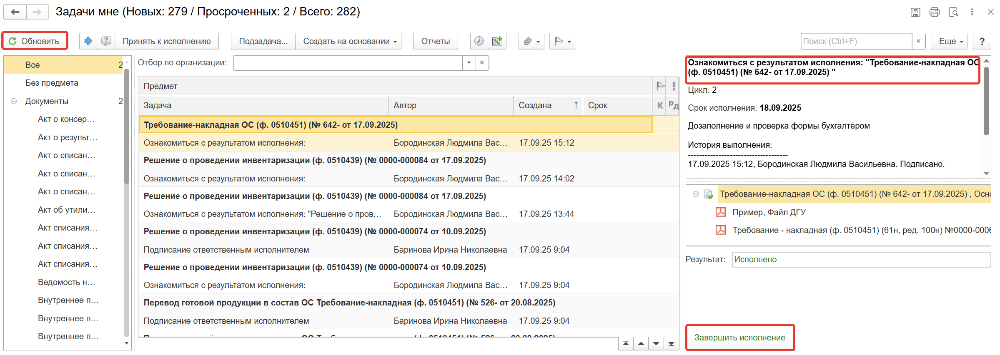 Задачи мне (Новых: 279 / Просроченных: 2 / Всего: 282)
Обновить
Принять к исполнению
Подзадача...
Создать на основании
Отчеты
Поиск (Ctrl+F)
×
Еще
?
Все 2
Без предмета
Документы 2
Акт о консер...
Акт о результ...
Акт о списан...
Акт о списан...
Акт о списан...
Акт об утили...
Акт списания...
Акт списания...
Акт списания...
Ведомость н...
Внутреннее п...
Внутреннее п...
Внутреннее п...
Отбор по организации:
×
Предмет
Задача Автор Создана ↑ Срок К Рд
Требование-накладная ОС (ф. 0510451) (№ 642- от 17.09.2025)
Ознакомиться с результатом исполнения: Бородинская Людмила Вас... 17.09.25 15:12
Решение о проведении инвентаризации (ф. 0510439) (№ 0000-000084 от 17.09.2025)
Ознакомиться с результатом исполнения: Бородинская Людмила Вас... 17.09.25 14:02
Решение о проведении инвентаризации (ф. 0510439) (№ 0000-000084 от 17.09.2025)
Ознакомиться с результатом исполнения: "Решение о пров... Бородинская Людмила Вас... 17.09.25 13:44
Решение о проведении инвентаризации (ф. 0510439) (№ 0000-000074 от 10.09.2025)
Подписание ответственным исполнителем Баринова Ирина Николаевна 17.09.25 9:04
Решение о проведении инвентаризации (ф. 0510439) (№ 0000-000074 от 10.09.2025)
Ознакомиться с результатом исполнения: Бородинская Людмила Вас... 17.09.25 9:04
Перевод готовой продукции в состав ОС Требование-накладная (ф. 0510451) (№ 526- от 20.08.2025)
Подписание ответственным исполнителем Баринова Ирина Николаевна 17.09.25 9:04
Ознакомиться с результатом исполнения: "Требование-накладная ОС
(ф. 0510451) (№ 642- от 17.09.2025) "
Цикл: 2
Срок исполнения: 18.09.2025
Дозаполнение и проверка формы бухгалтером
История выполнения:
------------------------------------
17.09.2025 15:12, Бородинская Людмила Васильевна. Подписано.
Требование-накладная ОС (ф. 0510451) (№ 642- от 17.09.2025) , Осно
Пример, Файл ДГУ
Требование - накладная (ф. 0510451) (61н, ред. 100н) №0000-0006
Результат: Исполнено
Завершить исполнение